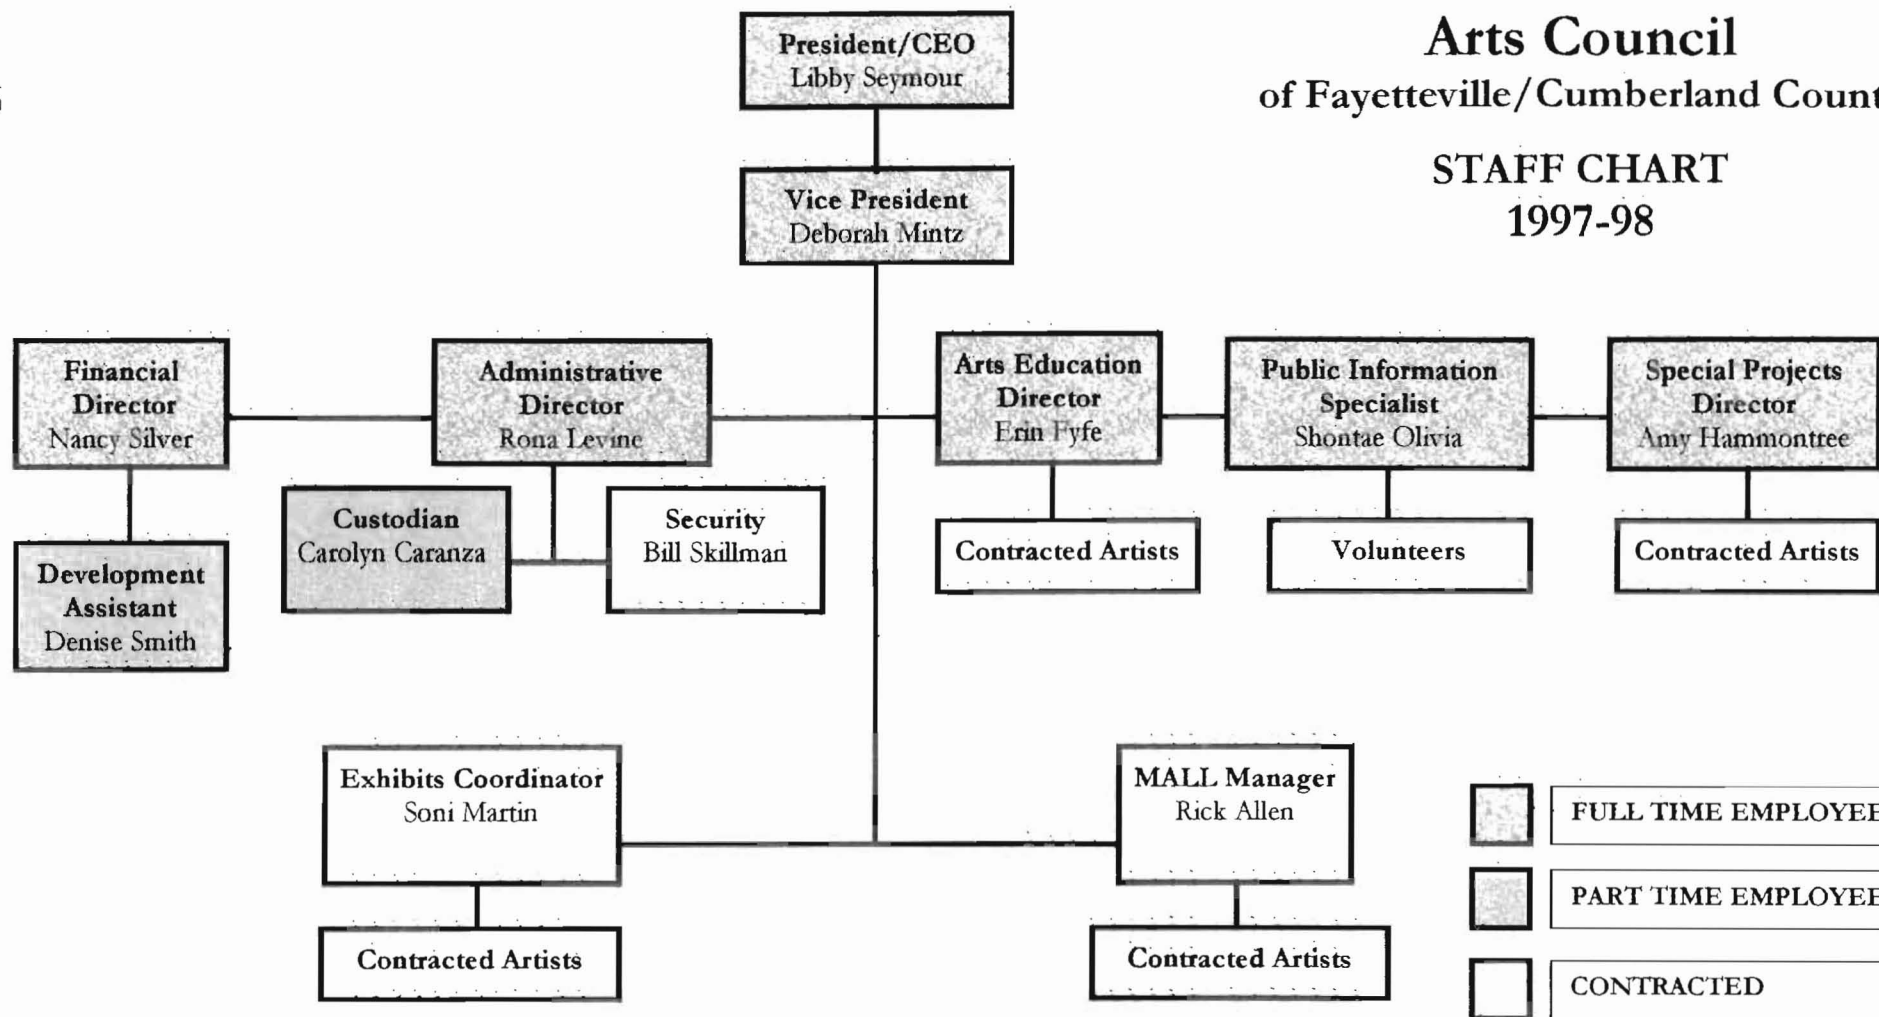 Arts Council
of Fayetteville/Cumberland Count
STAFF CHART
1997-98
President/CEO
Libby Seymour
Vice President
Deborah Mintz
Financial
Director
Nancy Silver
Administrative
Director
Rona Levine
Arts Education
Director
Erin Fyfe
Public Information
Specialist
Shontae Olivia
Special Projects
Director
Amy Hammontree
Custodian
Carolyn Caranza
Security
Bill Skillman
Contracted Artists
Volunteers
Contracted Artists
Development
Assistant
Denise Smith
Exhibits Coordinator
Soni Martin
MALL Manager
Rick Allen
Contracted Artists
Contracted Artists
FULL TIME EMPLOYEE
PART TIME EMPLOYEE
CONTRACTED